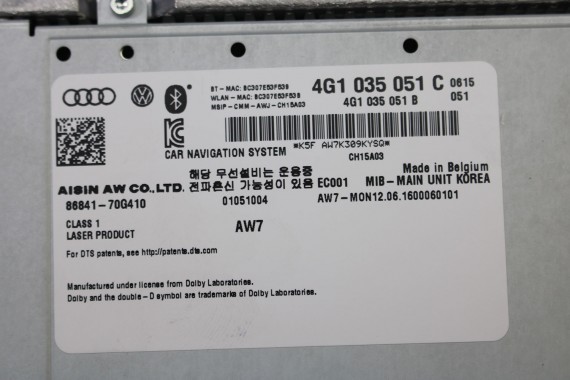 BT-MAC: BC307E53F539
4G1 035 051 C 0615
WLAN-MAC: BC307E53F53B
4G1 035 051 B 051
MBIP-CMM-AWJ-CH15A03
*K5F AW7K309KYSQ*
CAR NAVIGATION SYSTEM
CH15A03
해당 무선설비는 운용중
Made in Belgium
AISIN AW CO.,LTD. 전파혼신 가능성이 있음 EC001 MIB-MAIN UNIT KOREA
86841-70G410 01051004 AW7-MON12.06.1600060101
CLASS 1
AW7
LASER PRODUCT
For DTS patents, see http://patents.dts.com
Manufactured under license from Dolby Laboratories.
Dolby and the double-D symbol are trademarks of Dolby Laboratories.